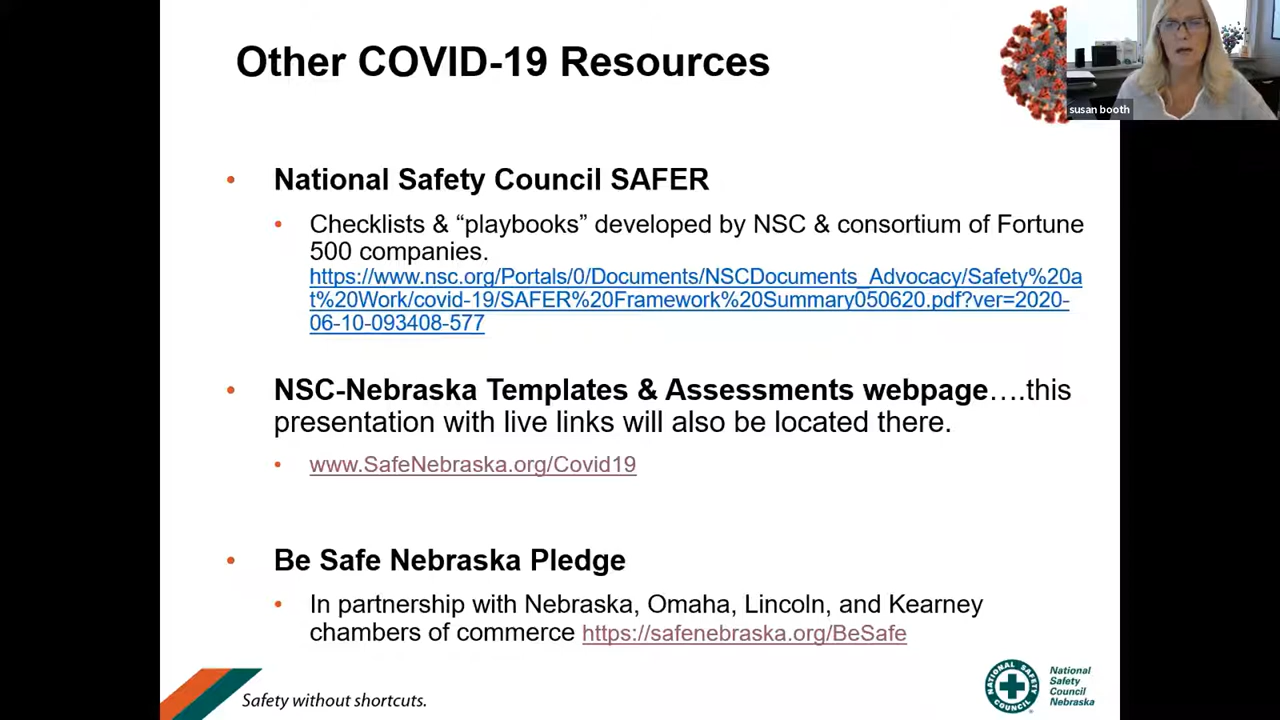 Other COVID-19 Resources
susan booth
• National Safety Council SAFER
• Checklists & “playbooks” developed by NSC & consortium of Fortune
500 companies.
https://www.nsc.org/Portals/0/Documents/NSCDocuments_Advocacy/Safety%20a
t%20Work/covid-19/SAFER%20Framework%20Summary050620.pdf?ver=2020-
06-10-093408-577
• NSC-Nebraska Templates & Assessments webpage….this
presentation with live links will also be located there.
• www.SafeNebraska.org/Covid19
• Be Safe Nebraska Pledge
• In partnership with Nebraska, Omaha, Lincoln, and Kearney
chambers of commerce https://safenebraska.org/BeSafe
Safety without shortcuts.
NATIONAL SAFETY COUNCIL
National
Safety
Council
Nebraska